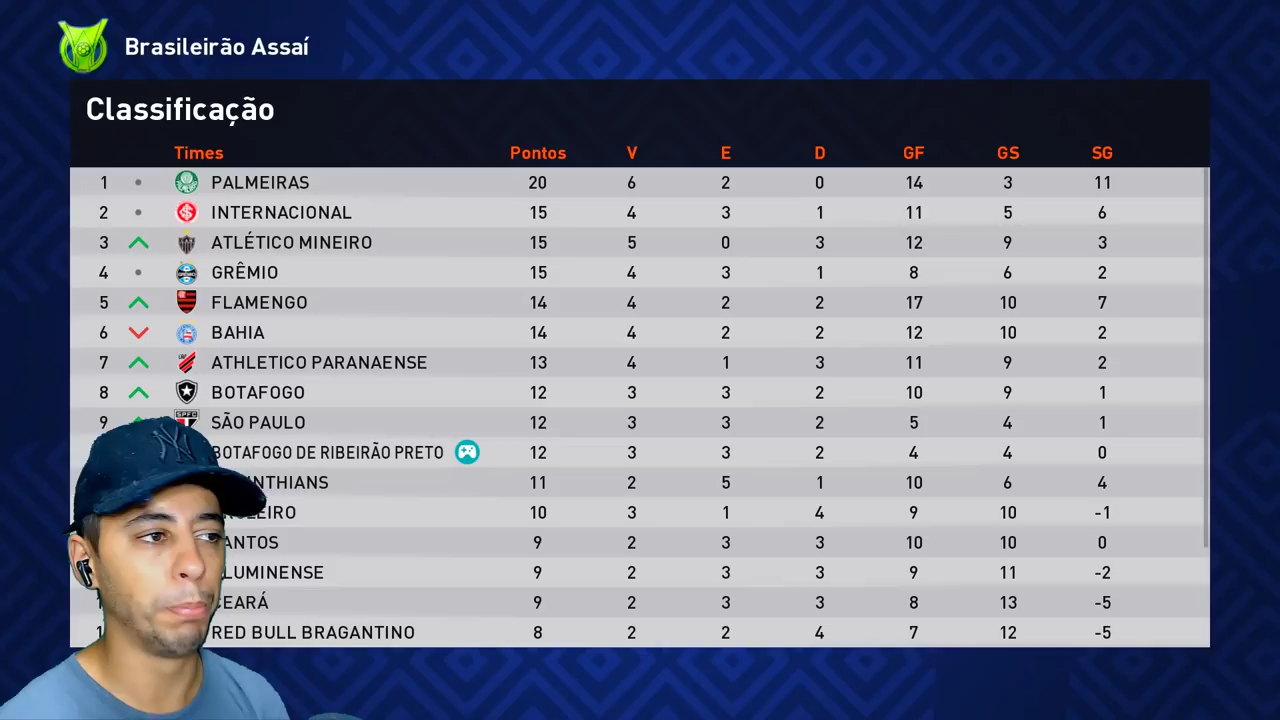 Brasileirão Assaí
Classificação
Times Pontos V E D GF GS SG
1 PALMEIRAS 20 6 2 0 14 3 11
2 INTERNACIONAL 15 4 3 1 11 5 6
3 ATLÉTICO MINEIRO 15 5 0 3 12 9 3
4 GRÊMIO 15 4 3 1 8 6 2
5 FLAMENGO 14 4 2 2 17 10 7
6 BAHIA 14 4 2 2 12 10 2
7 ATHLETICO PARANAENSE 13 4 1 3 11 9 2
8 BOTAFOGO 12 3 3 2 10 9 1
9 SPFC SÃO PAULO 12 3 3 2 5 4 1
BOTAFOGO DE RIBEIRÃO PRETO 12 3 3 2 4 4 0
INTHIANS 11 2 5 1 10 6 4
ZEIRO 10 3 1 4 9 10 -1
ANTOS 9 2 3 3 10 10 0
LUMINENSE 9 2 3 3 9 11 -2
CEARÁ 9 2 3 3 8 13 -5
RED BULL BRAGANTINO 8 2 2 4 7 12 -5